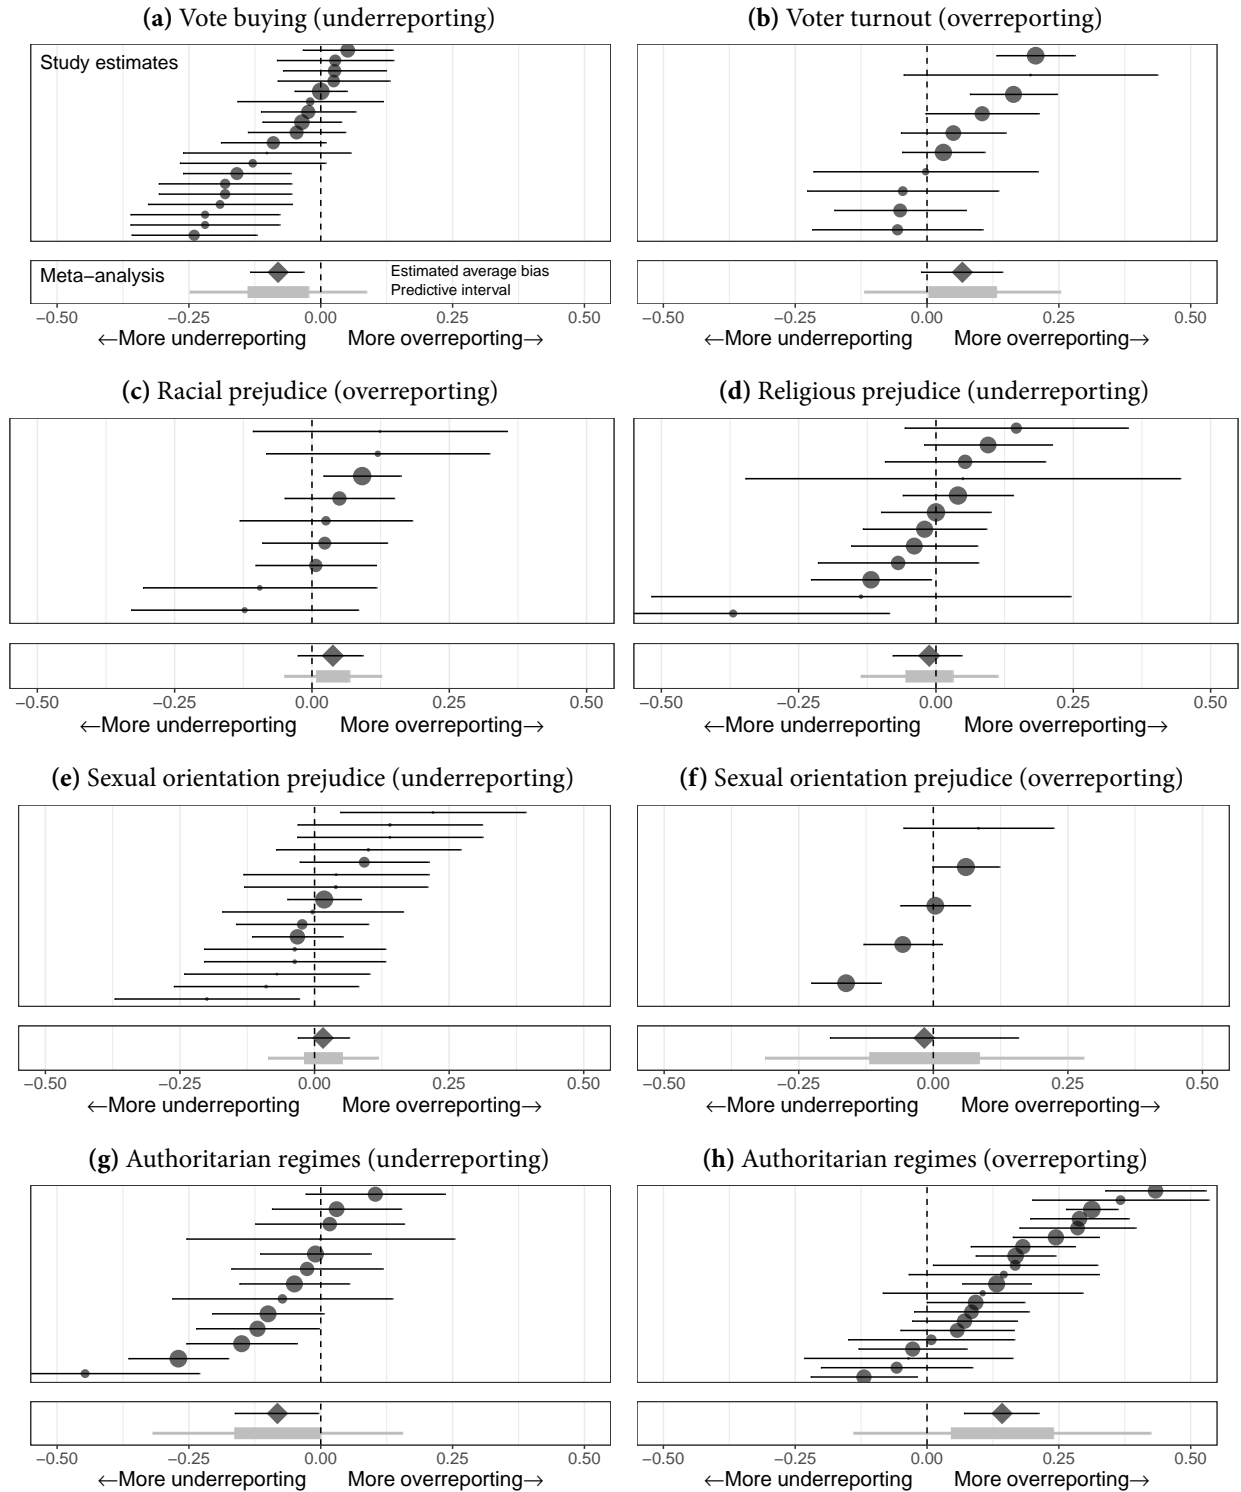 (a) Vote buying (underreporting)
Study estimates
Meta−analysis
Estimated average bias
Predictive interval
−0.50 −0.25 0.00 0.25 0.50
←More underreporting More overreporting→
(b) Voter turnout (overreporting)
−0.50 −0.25 0.00 0.25 0.50
←More underreporting More overreporting→
(c) Racial prejudice (overreporting)
−0.50 −0.25 0.00 0.25 0.50
←More underreporting More overreporting→
(d) Religious prejudice (underreporting)
−0.50 −0.25 0.00 0.25 0.50
←More underreporting More overreporting→
(e) Sexual orientation prejudice (underreporting)
−0.50 −0.25 0.00 0.25 0.50
←More underreporting More overreporting→
(f) Sexual orientation prejudice (overreporting)
−0.50 −0.25 0.00 0.25 0.50
←More underreporting More overreporting→
(g) Authoritarian regimes (underreporting)
−0.50 −0.25 0.00 0.25 0.50
←More underreporting More overreporting→
(h) Authoritarian regimes (overreporting)
−0.50 −0.25 0.00 0.25 0.50
←More underreporting More overreporting→